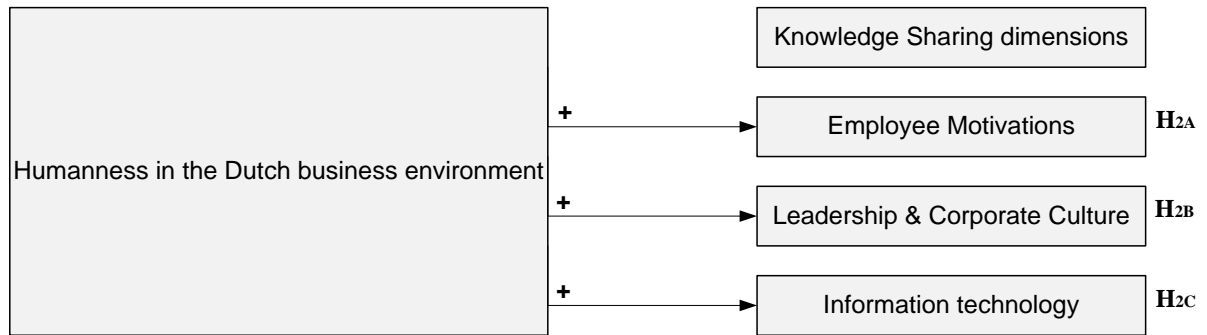 Knowledge Sharing dimensions
+ Employee Motivations H2A
Humanness in the Dutch business environment
+ Leadership & Corporate Culture H2B
+ Information technology H2C